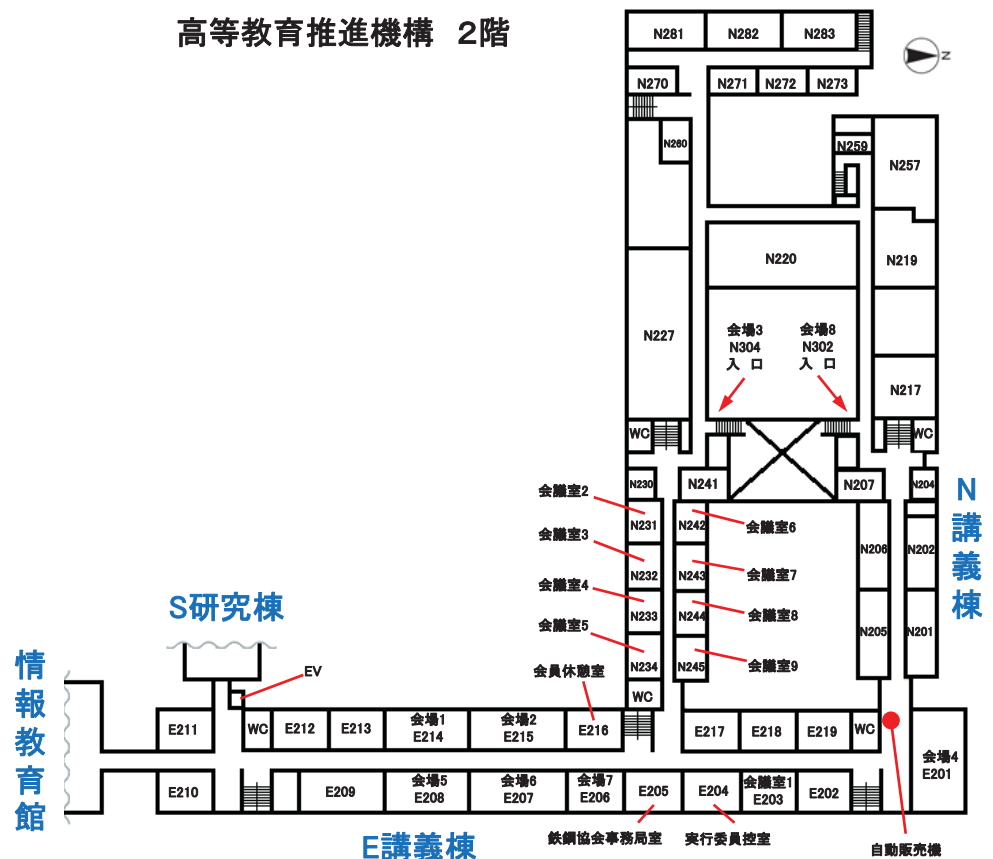 高等教育推進機構 2階
N281
N282
N283
N
N270
N271
N272
N273
N260
N259
N257
N220
N219
N227
会場3
N304
入 口
会場8
N302
入 口
N217
WC
WC
N230
N241
N207
N204
会議室2
N231
N242
会議室6
N206
N202
N
講
義
棟
会議室3
N232
N243
会議室7
会議室4
N233
N244
会議室8
N205
N201
会議室5
N234
N245
会議室9
S研究棟
EV
会員休憩室
WC
情
報
教
育
館
E211
WC
E212
E213
会場1
E214
会場2
E215
E216
E217
E218
E219
WC
会場4
E201
E210
E209
会場5
E208
会場6
E207
会場7
E206
E205
E204
会議室1
E203
E202
E講義棟
鉄鋼協会事務局室
実行委員控室
自動販売機